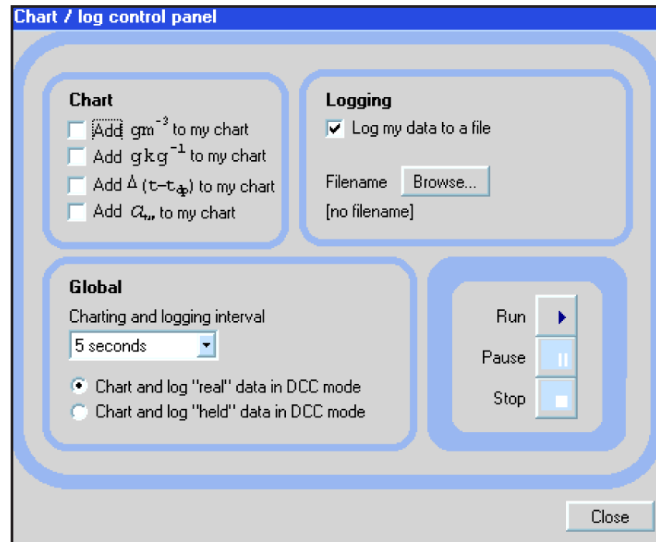 Chart / log control panel
Chart
Add gm⁻³ to my chart
Add gkg⁻¹ to my chart
Add Δ(t-tф) to my chart
Add aw to my chart
Logging
Log my data to a file
Filename Browse...
[no filename]
Global
Charting and logging interval
5 seconds
Chart and log "real" data in DCC mode
Chart and log "held" data in DCC mode
Run
Pause
Stop
Close